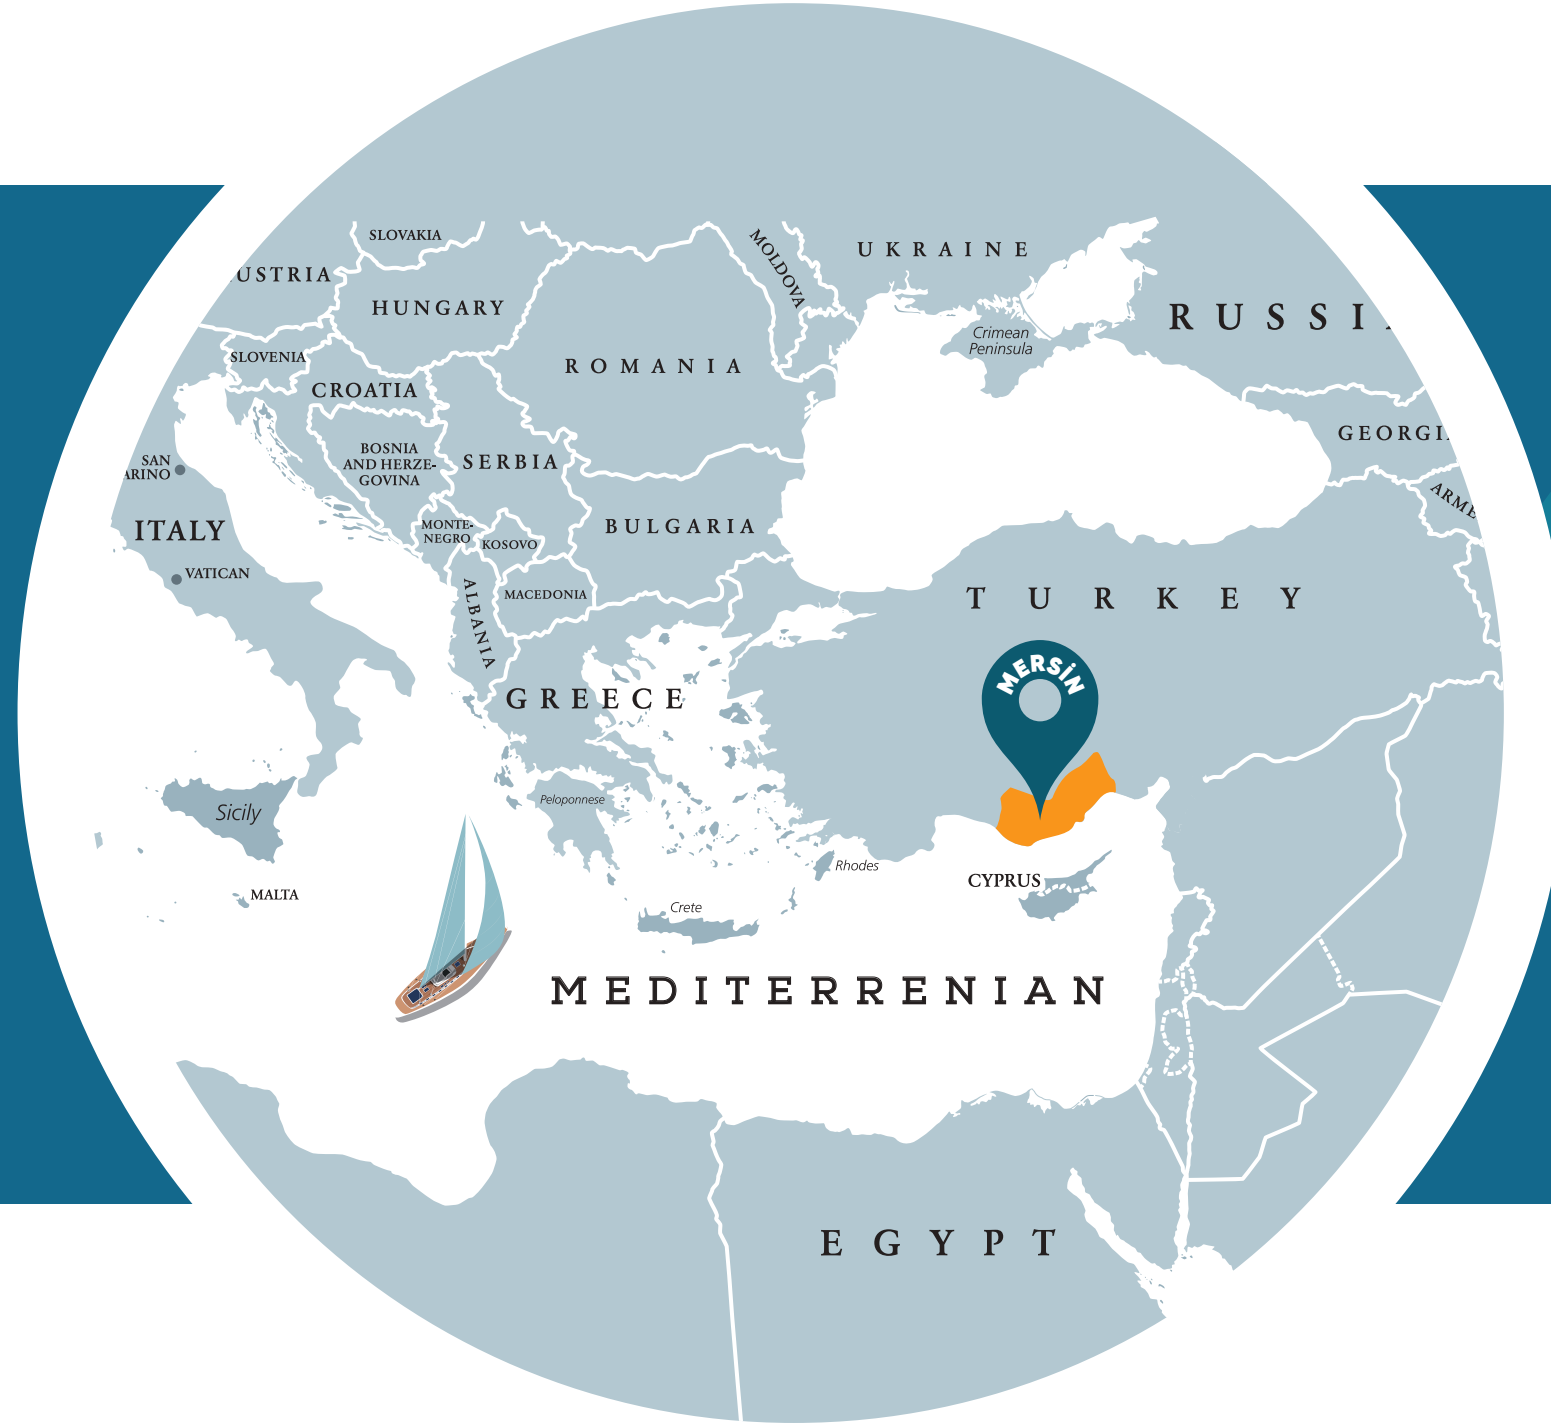 SLOVAKIA
MOLDOVA
UKRAINE
USTRIA
HUNGARY
RUSSI
Crimean
Peninsula
SLOVENIA
ROMANIA
CROATIA
GEORGI
BOSNIA
AND HERZE-
GOVINA
SERBIA
SAN
ARINO
ARME
ITALY
MONTE-
NEGRO
KOSOVO
BULGARIA
VATICAN
ALBANIA
MACEDONIA
TURKEY
MERSİN
GREECE
Peloponnese
Sicily
Rhodes
CYPRUS
MALTA
Crete
MEDITERRENIAN
EGYPT